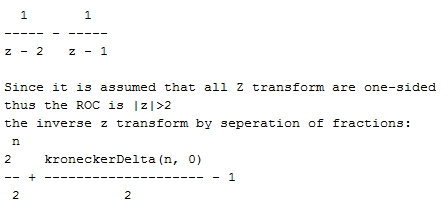 1 1
----- - -----
z - 2 z - 1
Since it is assumed that all Z transform are one-sided
thus the ROC is |z|>2
the inverse z transform by seperation of fractions:
n
2 kroneckerDelta(n, 0)
-- + -------------------- - 1
2 2